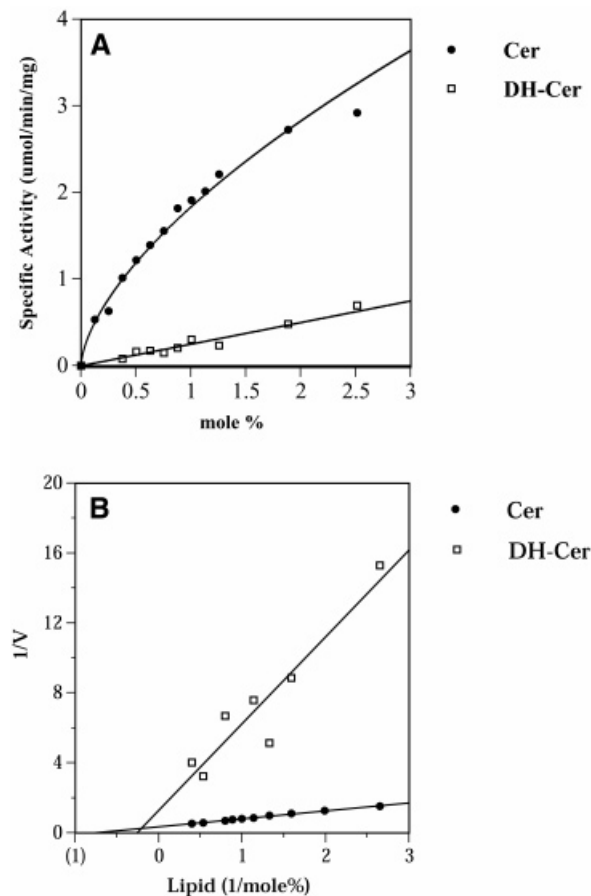 A
Cer
DH-Cer
Specific Activity (umol/min/mg)
4
3
2
1
0
0
0.5
1
1.5
2
2.5
3
mole %
B
Cer
DH-Cer
1/V
20
16
12
8
4
0
(1)
0
1
2
3
Lipid (1/mole%)